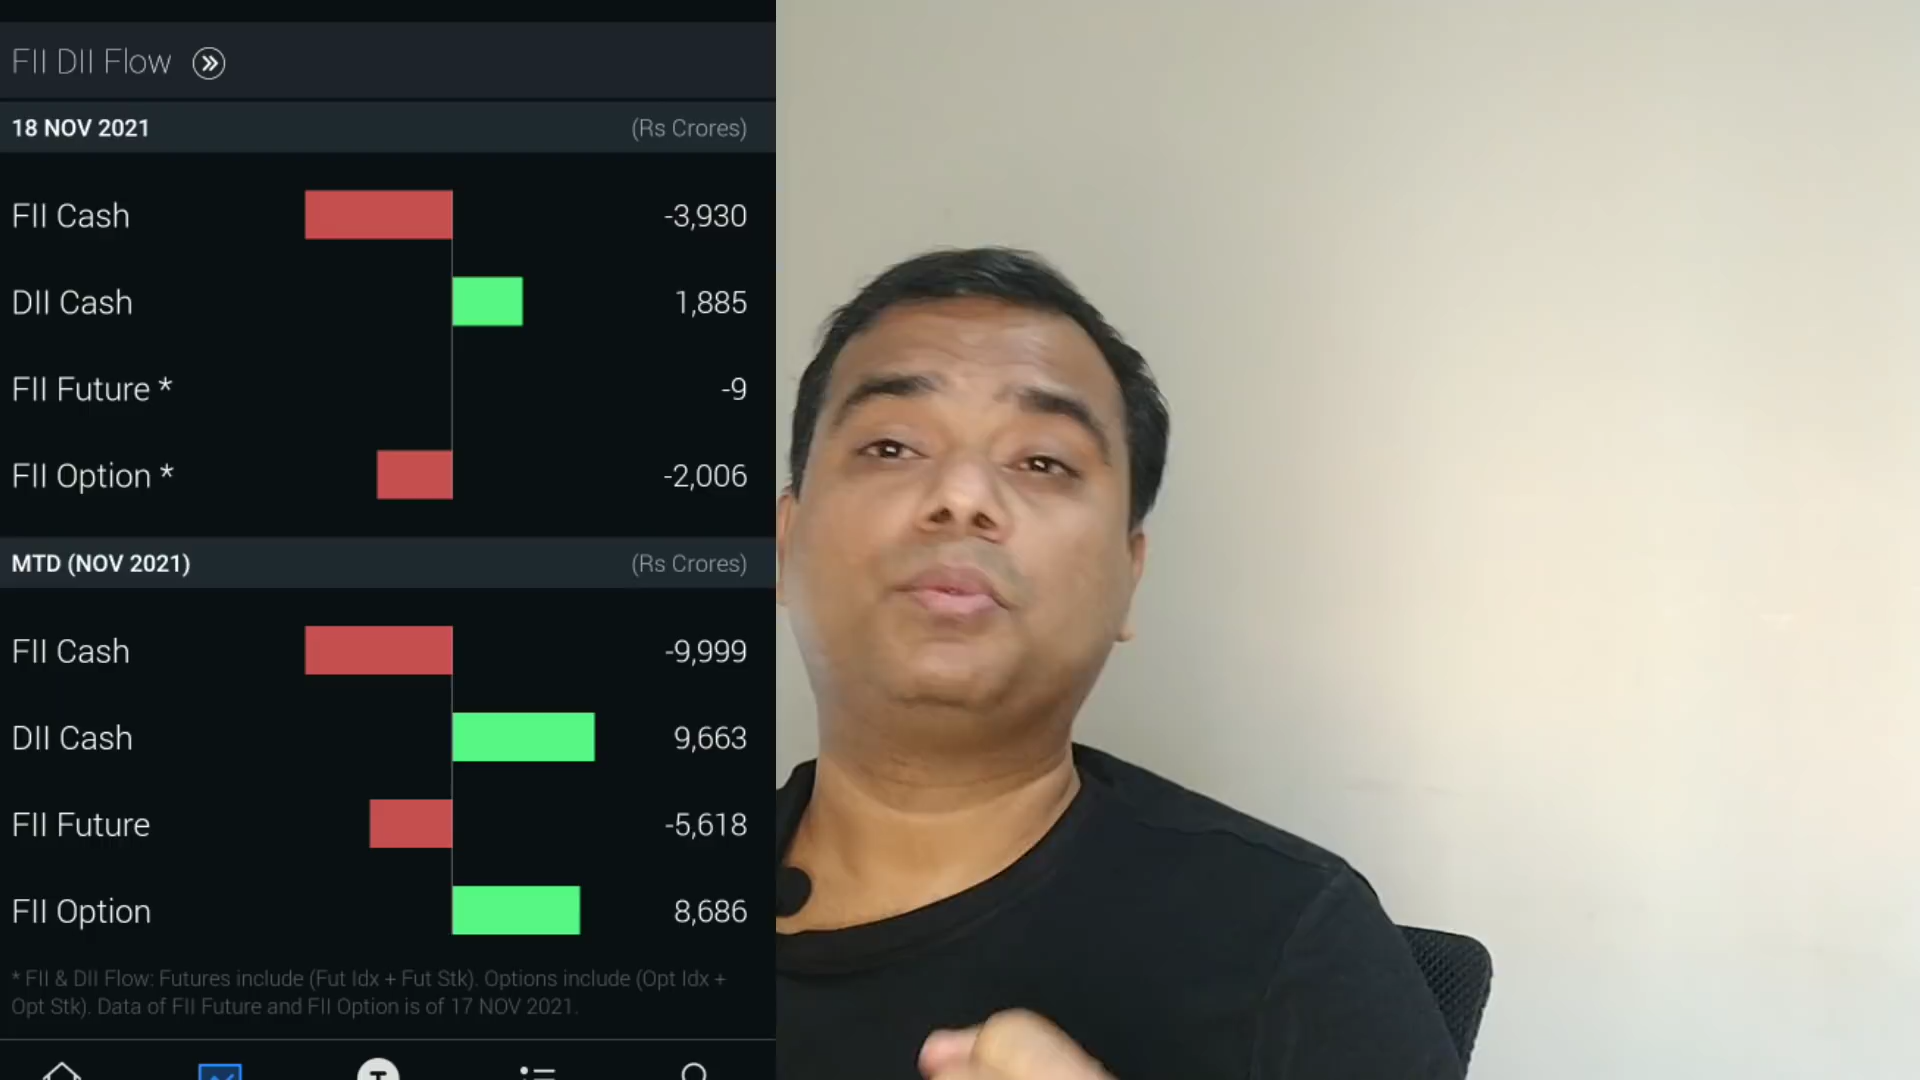 FII DII Flow
18 NOV 2021 (Rs Crores)
FII Cash -3,930
DII Cash 1,885
FII Future * -9
FII Option * -2,006
MTD (NOV 2021) (Rs Crores)
FII Cash -9,999
DII Cash 9,663
FII Future -5,618
FII Option 8,686
* FII & DII Flow: Futures include (Fut Idx + Fut Stk). Options include (Opt Idx +
Opt Stk). Data of FII Future and FII Option is of 17 NOV 2021.
T